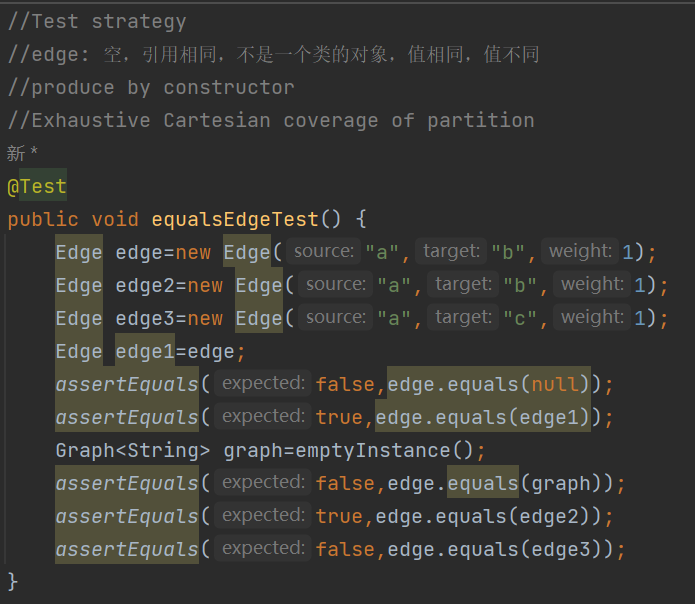 //Test strategy
//edge: 空，引用相同，不是一个类的对象，值相同，值不同
//produce by constructor
//Exhaustive Cartesian coverage of partition
新 *
@Test
public void equalsEdgeTest() {
    Edge edge=new Edge( source: "a", target: "b", weight: 1);
    Edge edge2=new Edge( source: "a", target: "b", weight: 1);
    Edge edge3=new Edge( source: "a", target: "c", weight: 1);
    Edge edge1=edge;
    assertEquals( expected: false,edge.equals(null));
    assertEquals( expected: true,edge.equals(edge1));
    Graph<String> graph=emptyInstance();
    assertEquals( expected: false,edge.equals(graph));
    assertEquals( expected: true,edge.equals(edge2));
    assertEquals( expected: false,edge.equals(edge3));
}